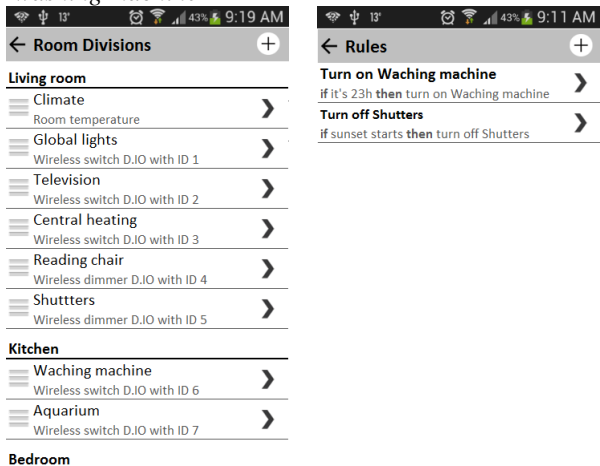 13° 43% 9:19 AM
Room Divisions
Living room
Climate
Room temperature
Global lights
Wireless switch D.IO with ID 1
Television
Wireless switch D.IO with ID 2
Central heating
Wireless switch D.IO with ID 3
Reading chair
Wireless dimmer D.IO with ID 4
Shuttters
Wireless dimmer D.IO with ID 5
Kitchen
Waching machine
Wireless switch D.IO with ID 6
Aquarium
Wireless switch D.IO with ID 7
Bedroom
13° 43% 9:11 AM
Rules
Turn on Waching machine
if it's 23h then turn on Waching machine
Turn off Shutters
if sunset starts then turn off Shutters